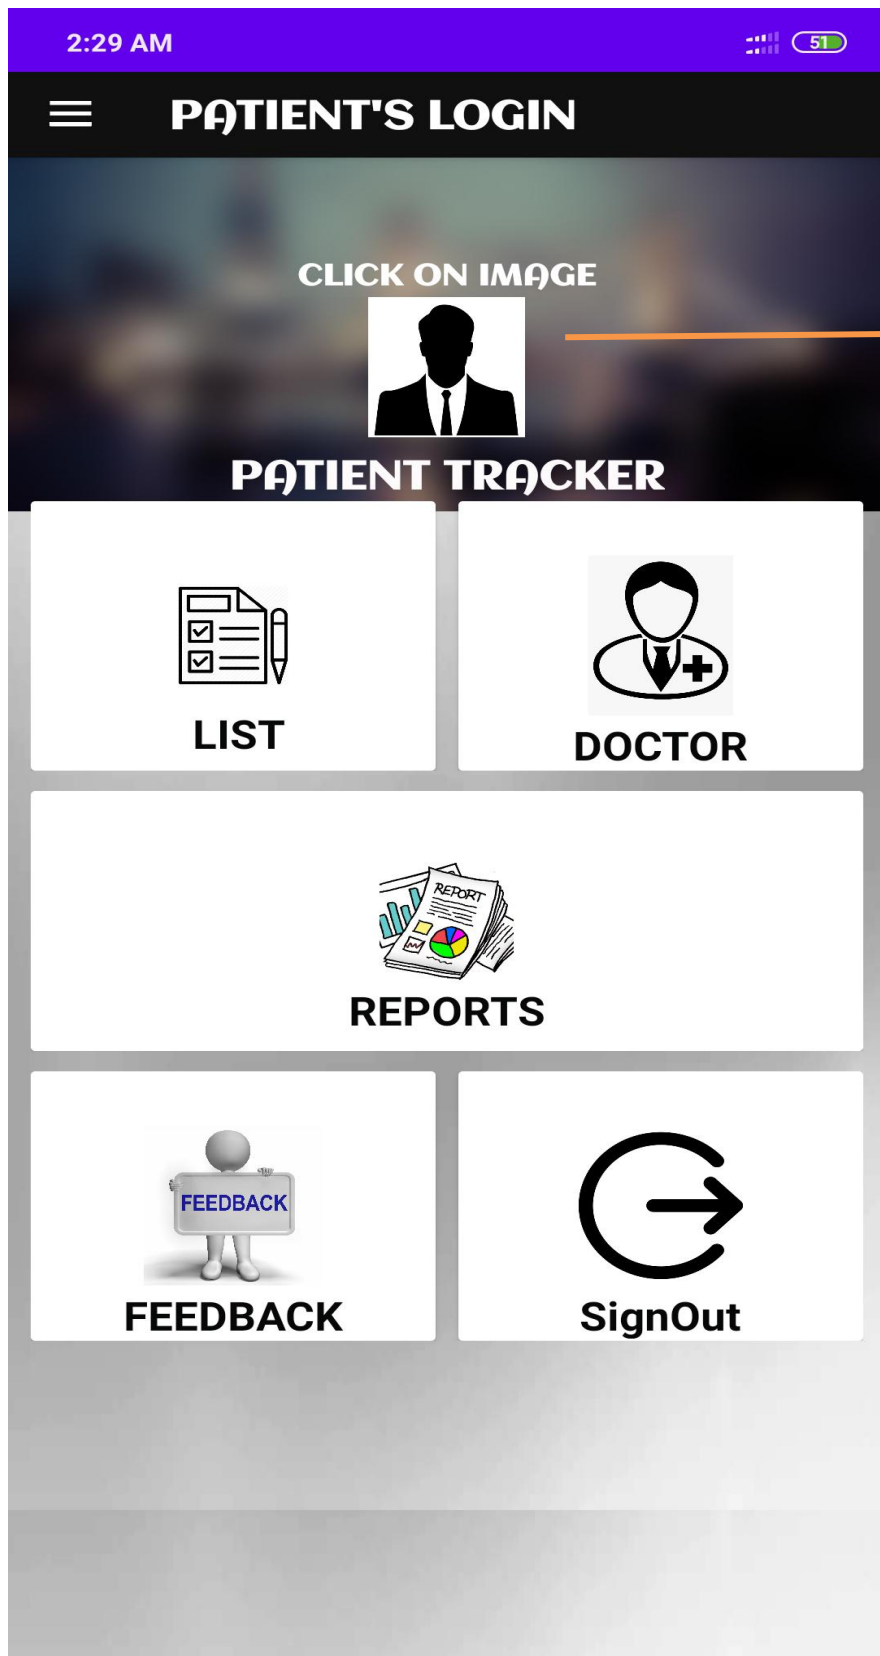 2:29 AM
51
PATIENT'S LOGIN
CLICK ON IMAGE
PATIENT TRACKER
LIST
DOCTOR
REPORT
REPORTS
FEEDBACK
FEEDBACK
SignOut